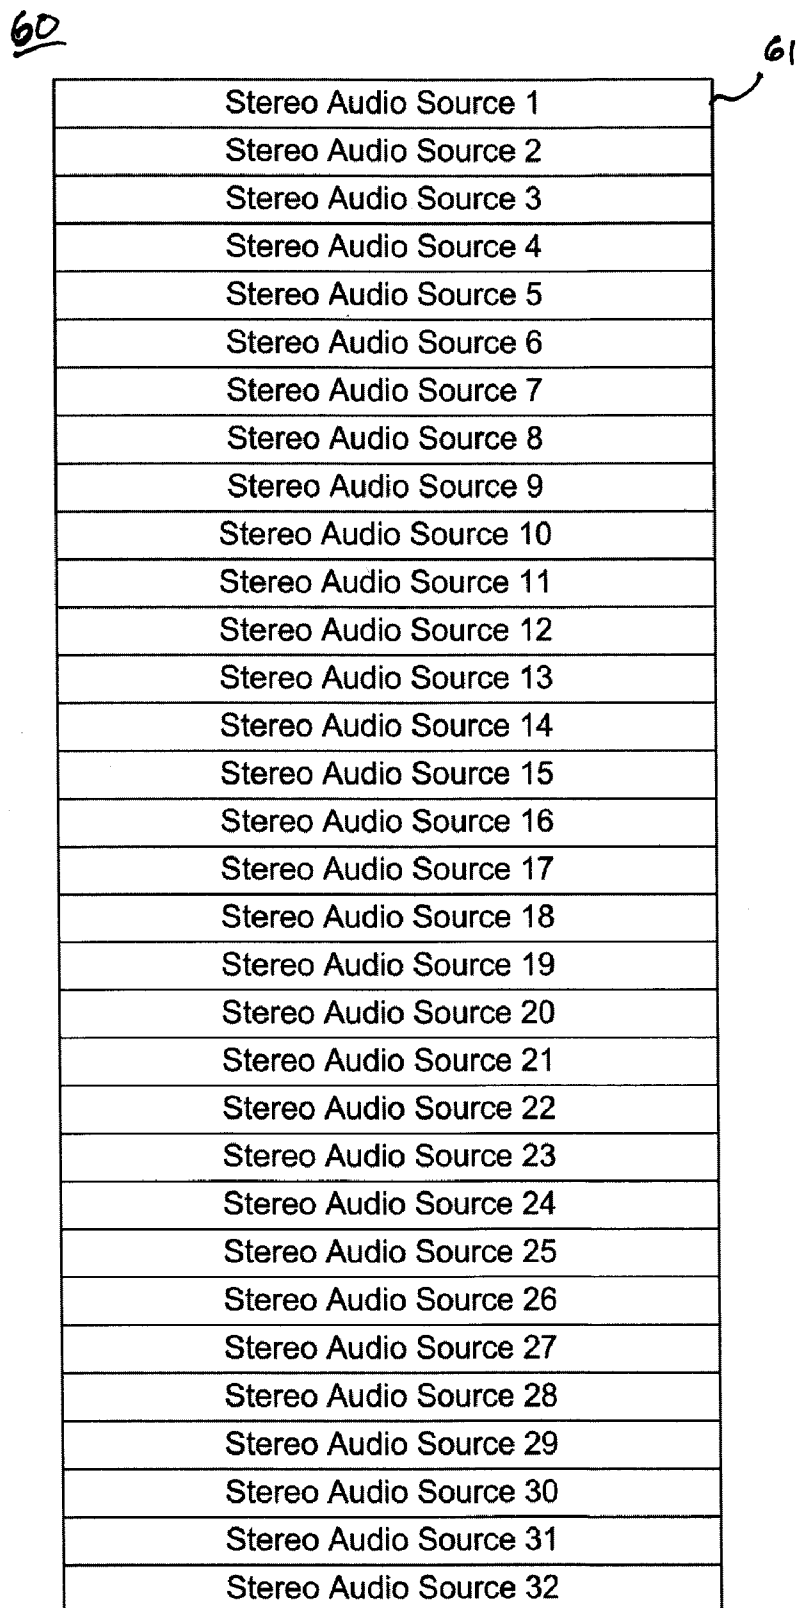 60
61
Stereo Audio Source 1
Stereo Audio Source 2
Stereo Audio Source 3
Stereo Audio Source 4
Stereo Audio Source 5
Stereo Audio Source 6
Stereo Audio Source 7
Stereo Audio Source 8
Stereo Audio Source 9
Stereo Audio Source 10
Stereo Audio Source 11
Stereo Audio Source 12
Stereo Audio Source 13
Stereo Audio Source 14
Stereo Audio Source 15
Stereo Audio Source 16
Stereo Audio Source 17
Stereo Audio Source 18
Stereo Audio Source 19
Stereo Audio Source 20
Stereo Audio Source 21
Stereo Audio Source 22
Stereo Audio Source 23
Stereo Audio Source 24
Stereo Audio Source 25
Stereo Audio Source 26
Stereo Audio Source 27
Stereo Audio Source 28
Stereo Audio Source 29
Stereo Audio Source 30
Stereo Audio Source 31
Stereo Audio Source 32